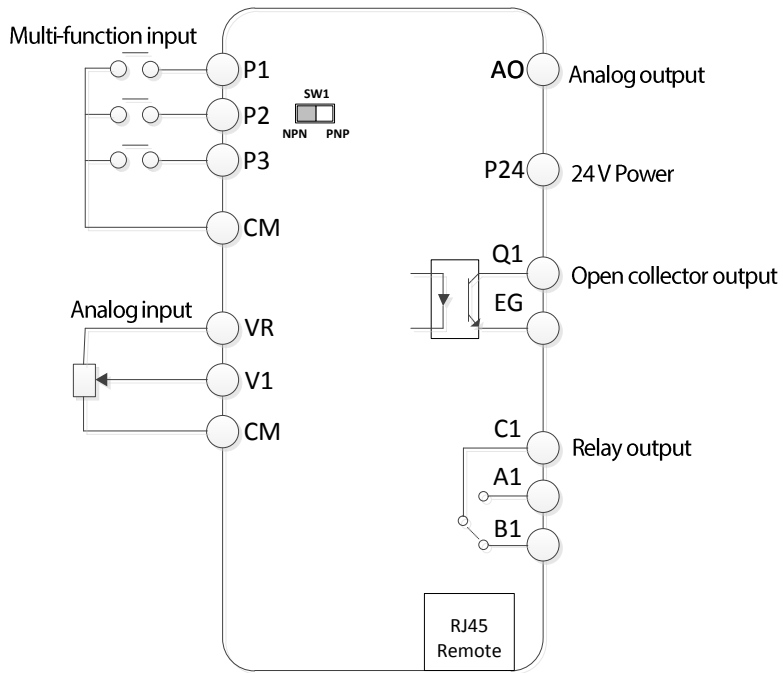 Multi-function input
P1
P2
P3
CM
SW1
NPN PNP
Analog input
VR
V1
CM
AO
Analog output
P24
24 V Power
Q1
Open collector output
EG
C1
Relay output
A1
B1
RJ45
Remote